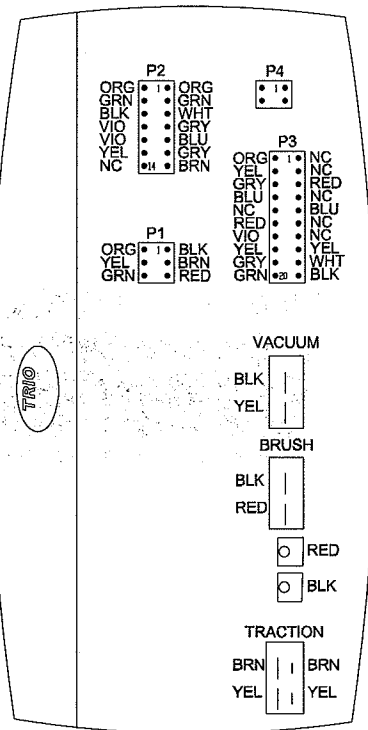 P2
ORG 1 ORG
GRN GRN
BLK WHT
VIO GRY
VIO BLU
YEL GRY
NC 14 BRN
P4
1
P3
ORG 1 NC
YEL NC
GRY RED
BLU NC
NC BLU
RED NC
VIO NC
YEL YEL
GRY WHT
GRN 20 BLK
P1
ORG 1 BLK
YEL BRN
GRN RED
TRIO
VACUUM
BLK
YEL
BRUSH
BLK
RED
RED
BLK
TRACTION
BRN BRN
YEL YEL